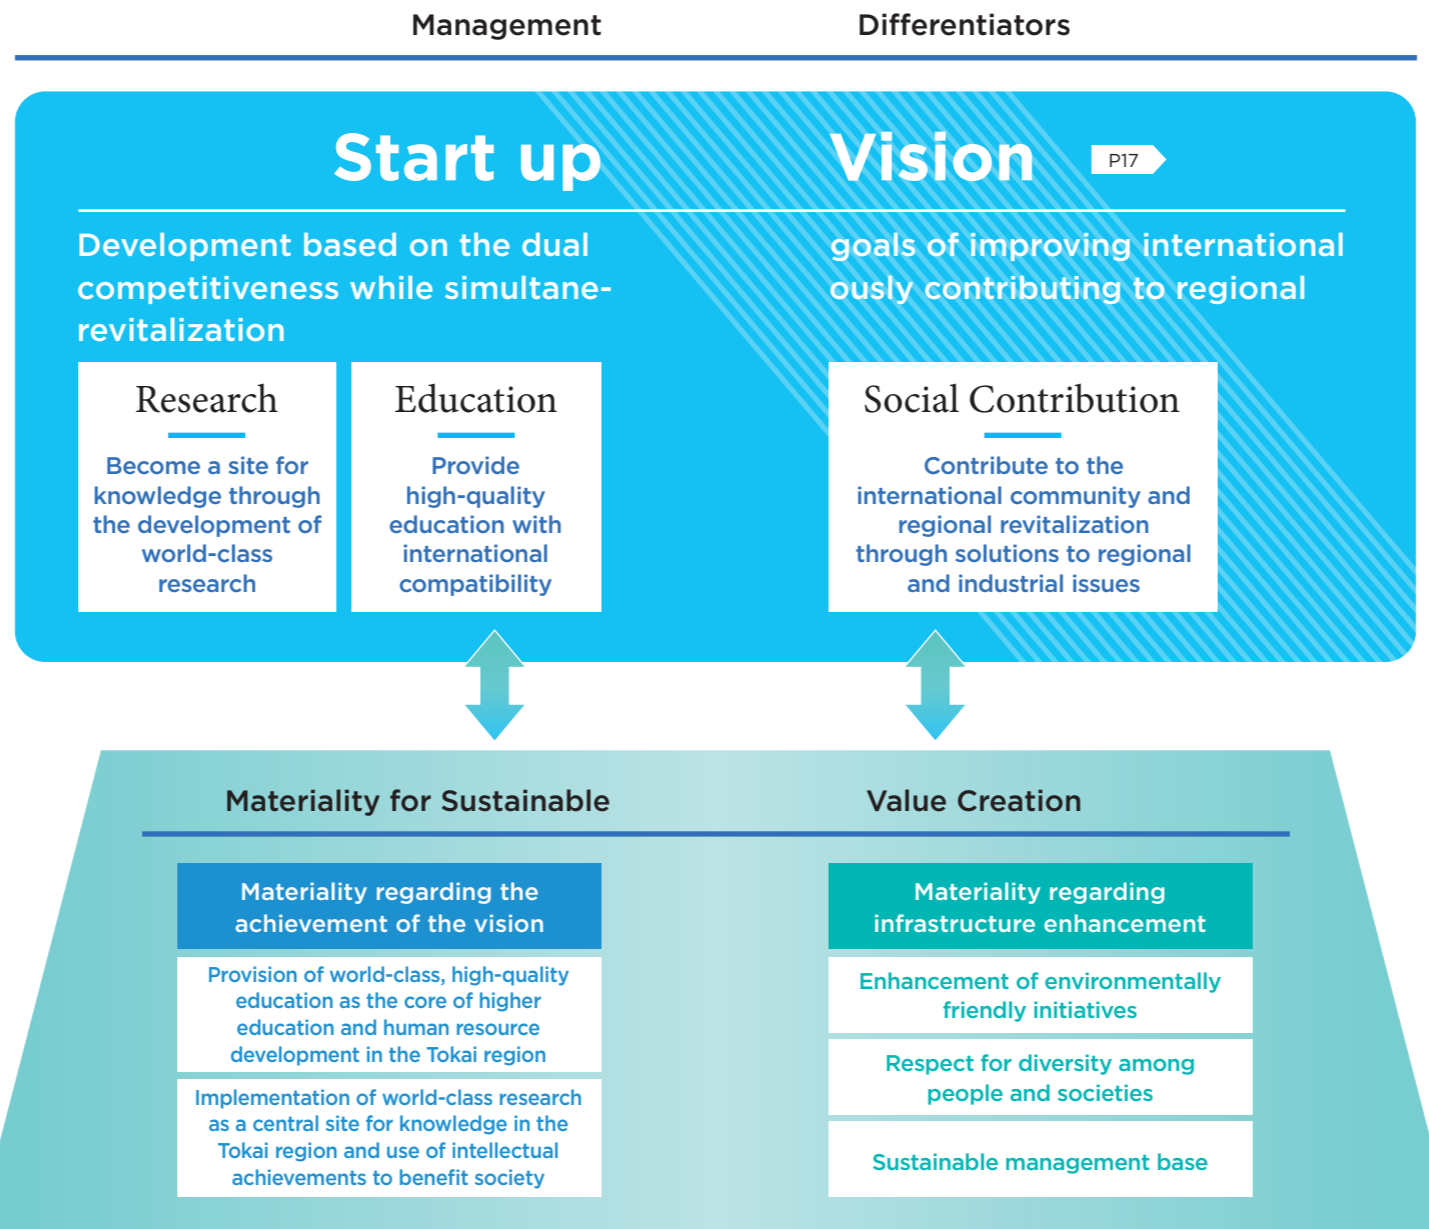 Management Differentiators
Start up Vision P17
Development based on the dual goals of improving international
competitiveness while simultane- ously contributing to regional
revitalization
Research
Become a site for
knowledge through
the development of
world-class
research
Education
Provide
high-quality
education with
international
compatibility
Social Contribution
Contribute to the
international community and
regional revitalization
through solutions to regional
and industrial issues
Materiality for Sustainable Value Creation
Materiality regarding the
achievement of the vision
Provision of world-class, high-quality
education as the core of higher
education and human resource
development in the Tokai region
Implementation of world-class research
as a central site for knowledge in the
Tokai region and use of intellectual
achievements to benefit society
Materiality regarding
infrastructure enhancement
Enhancement of environmentally
friendly initiatives
Respect for diversity among
people and societies
Sustainable management base